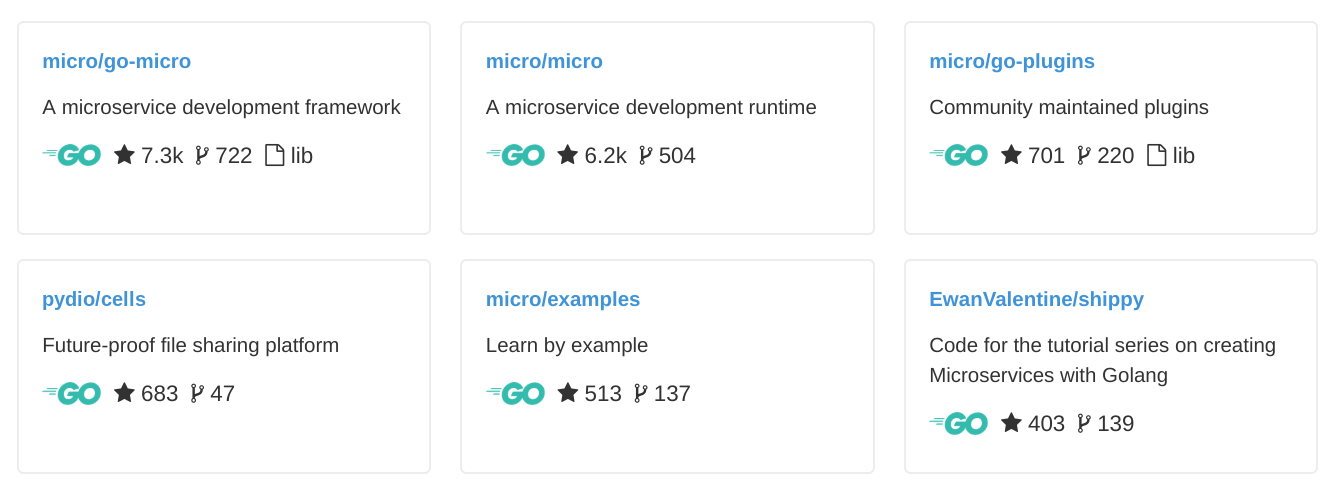 micro/go-micro
A microservice development framework
GO 7.3k 722 lib
micro/micro
A microservice development runtime
GO 6.2k 504
micro/go-plugins
Community maintained plugins
GO 701 220 lib
pydio/cells
Future-proof file sharing platform
GO 683 47
micro/examples
Learn by example
GO 513 137
EwanValentine/shippy
Code for the tutorial series on creating
Microservices with Golang
GO 403 139